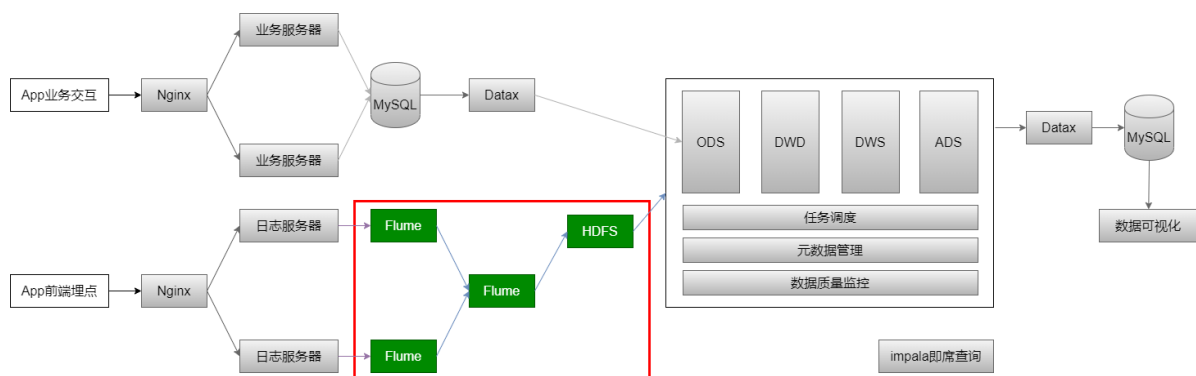 业务服务器
App业务交互
Nginx
MySQL
Datax
业务服务器
ODS
DWD
DWS
ADS
Datax
MySQL
日志服务器
Flume
HDFS
任务调度
数据可视化
元数据管理
App前端埋点
Nginx
Flume
数据质量监控
日志服务器
Flume
impala即席查询